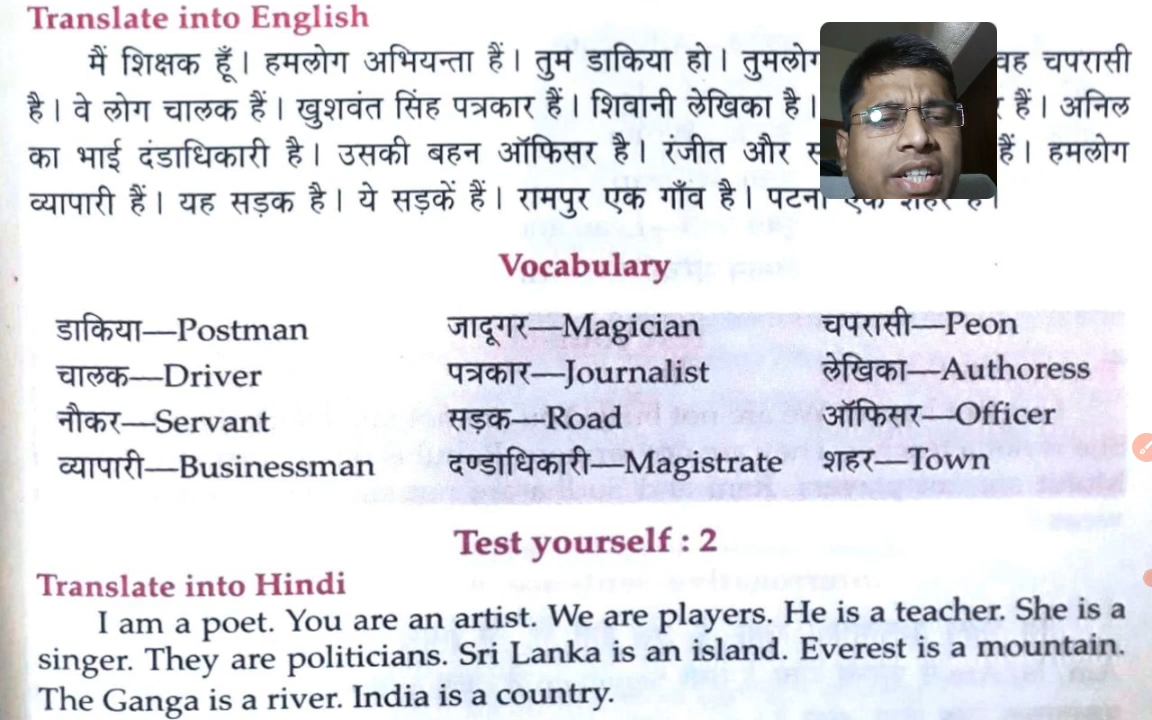 Translate into English
मैं शिक्षक हूँ। हमलोग अभियन्ता हैं। तुम डाकिया हो। तुमलोग वह चपरासी
है। वे लोग चालक हैं। खुशवंत सिंह पत्रकार हैं। शिवानी लेखिका है। हैं। अनिल
का भाई दंडाधिकारी है। उसकी बहन ऑफिसर है। रंजीत और हैं। हमलोग
व्यापारी हैं। यह सड़क है। ये सड़कें हैं। रामपुर एक गाँव है। पटना एक शहर है।
Vocabulary
डाकिया—Postman जादूगर—Magician चपरासी—Peon
चालक—Driver पत्रकार—Journalist लेखिका—Authoress
नौकर—Servant सड़क—Road ऑफिसर—Officer
व्यापारी—Businessman दण्डाधिकारी—Magistrate शहर—Town
Test yourself : 2
Translate into Hindi
I am a poet. You are an artist. We are players. He is a teacher. She is a
singer. They are politicians. Sri Lanka is an island. Everest is a mountain.
The Ganga is a river. India is a country.